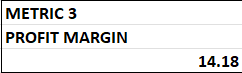 METRIC 3
PROFIT MARGIN
14.18